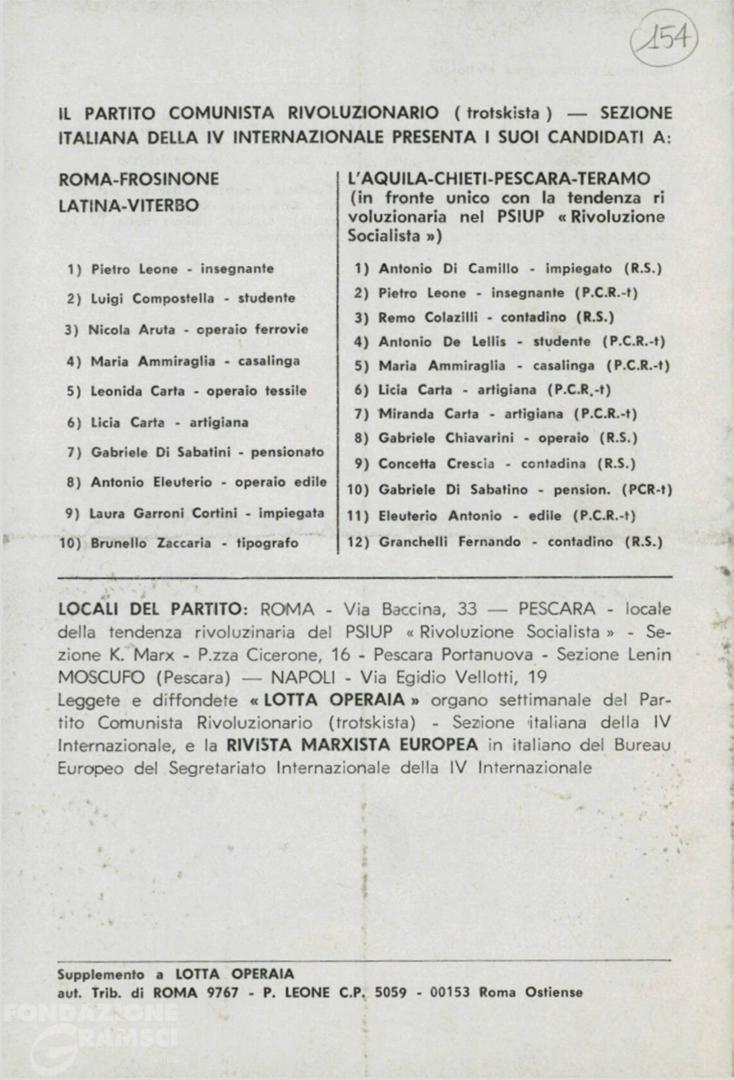 154
IL PARTITO COMUNISTA RIVOLUZIONARIO ( trotskista ) — SEZIONE
ITALIANA DELLA IV INTERNAZIONALE PRESENTA I SUOI CANDIDATI A:
ROMA-FROSINONE
LATINA-VITERBO
1) Pietro Leone - insegnante
2) Luigi Compostella - studente
3) Nicola Aruta - operaio ferrovie
4) Maria Ammiraglia - casalinga
5) Leonida Carta - operaio tessile
6) Licia Carta - artigiana
7) Gabriele Di Sabatini - pensionato
8) Antonio Eleuterio - operaio edile
9) Laura Garroni Cortini - impiegata
10) Brunello Zaccaria - tipografo
L'AQUILA-CHIETI-PESCARA-TERAMO
(in fronte unico con la tendenza ri
voluzionaria nel PSIUP « Rivoluzione
Socialista »)
1) Antonio Di Camillo - impiegato (R.S.)
2) Pietro Leone - insegnante (P.C.R.-t)
3) Remo Colazilli - contadino (R.S.)
4) Antonio De Lellis - studente (P.C.R.-t)
5) Maria Ammiraglia - casalinga (P.C.R.-t)
6) Licia Carta - artigiana (P.C.R.-t)
7) Miranda Carta - artigiana (P.C.R.-t)
8) Gabriele Chiavarini - operaio (R.S.)
9) Concetta Crescia - contadina (R.S.)
10) Gabriele Di Sabatino - pension. (PCR-t)
11) Eleuterio Antonio - edile (P.C.R.-t)
12) Granchelli Fernando - contadino (R.S.)
LOCALI DEL PARTITO: ROMA - Via Baccina, 33 — PESCARA - locale
della tendenza rivoluzinaria del PSIUP « Rivoluzione Socialista » - Se-
zione K. Marx - P.zza Cicerone, 16 - Pescara Portanuova - Sezione Lenin
MOSCUFO (Pescara) — NAPOLI - Via Egidio Vellotti, 19
Leggete e diffondete « LOTTA OPERAIA » organo settimanale del Par-
tito Comunista Rivoluzionario (trotskista) - Sezione italiana della IV
Internazionale, e la RIVISTA MARXISTA EUROPEA in italiano del Bureau
Europeo del Segretariato Internazionale della IV Internazionale
Supplemento a LOTTA OPERAIA
aut. Trib. di ROMA 9767 - P. LEONE C.P. 5059 - 00153 Roma Ostiense
FONDAZIONE
GRAMSCI